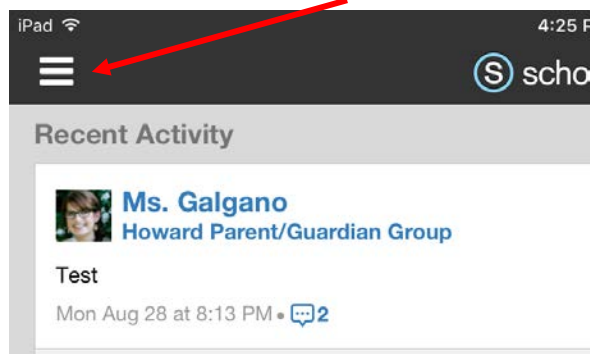 iPad 4:25 P
S scho
Recent Activity
Ms. Galgano
Howard Parent/Guardian Group
Test
Mon Aug 28 at 8:13 PM • 2